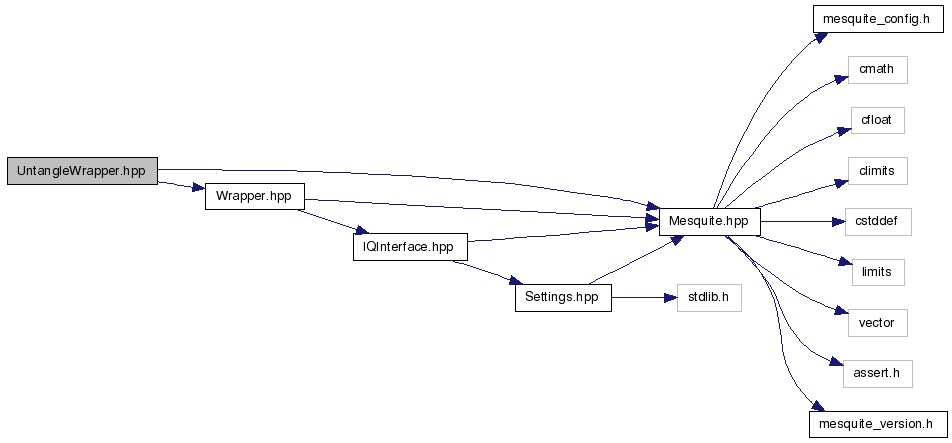 mesquite_config.h
cmath
cfloat
UntangleWrapper.hpp
climits
Wrapper.hpp
Mesquite.hpp
cstddef
IQInterface.hpp
limits
Settings.hpp
stdlib.h
vector
assert.h
mesquite_version.h